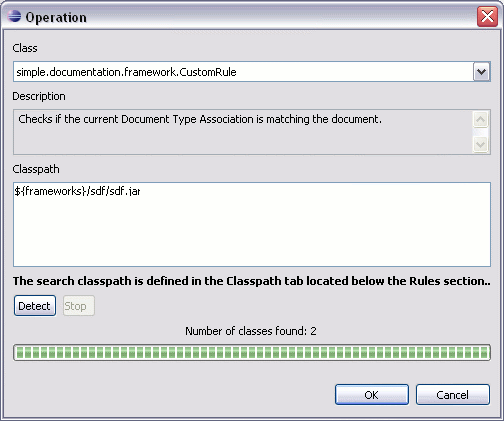 Operation
Class
simple.documentation.framework.CustomRule
Description
Checks if the current Document Type Association is matching the document.
Classpath
${frameworks}/sdf/sdf.jar
The search classpath is defined in the Classpath tab located below the Rules section..
Detect Stop
Number of classes found: 2
OK Cancel